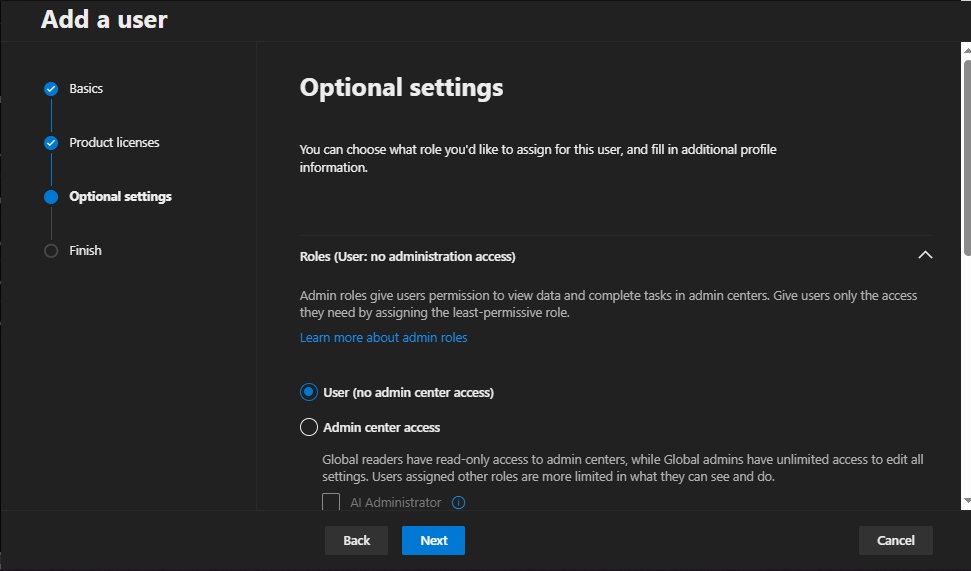 Add a user
Basics
Product licenses
Optional settings
Finish
Optional settings
You can choose what role you'd like to assign for this user, and fill in additional profile
information.
Roles (User: no administration access)
Admin roles give users permission to view data and complete tasks in admin centers. Give users only the access
they need by assigning the least-permissive role.
Learn more about admin roles
User (no admin center access)
Admin center access
Global readers have read-only access to admin centers, while Global admins have unlimited access to edit all
settings. Users assigned other roles are more limited in what they can see and do.
AI Administrator
Back
Next
Cancel